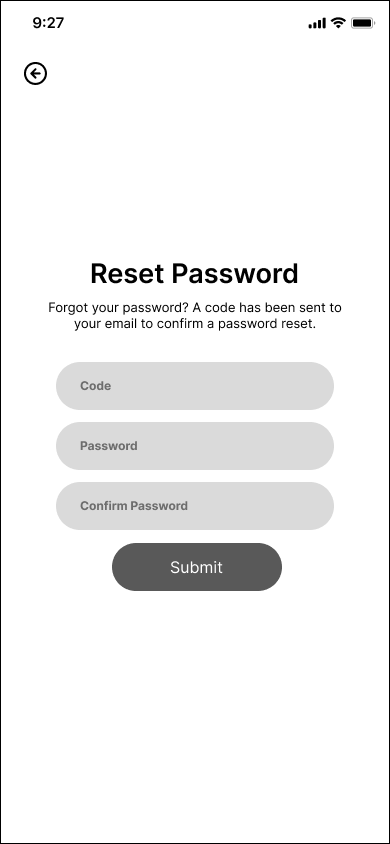 9:27
Reset Password
Forgot your password? A code has been sent to
your email to confirm a password reset.
Code
Password
Confirm Password
Submit